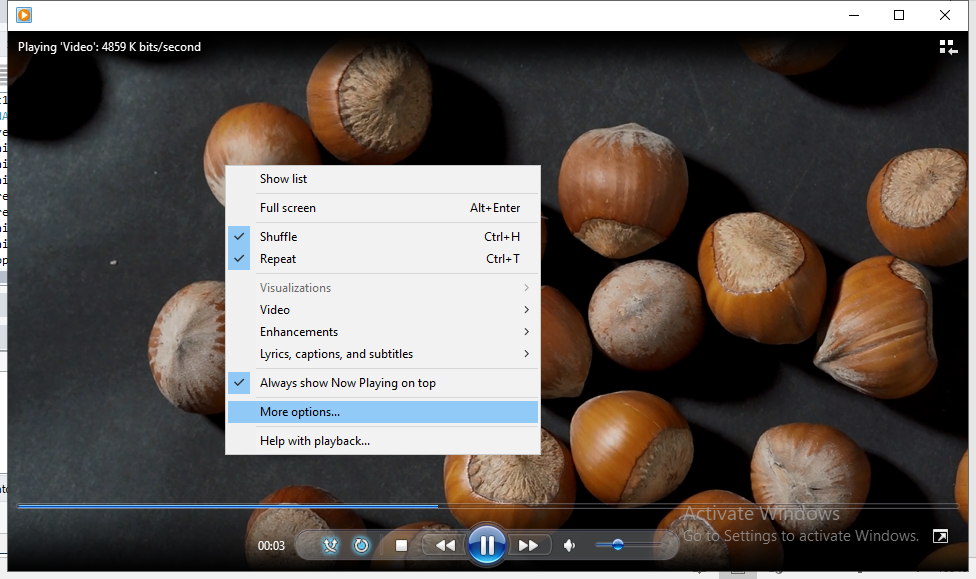 Playing 'Video': 4859 K bits/second
Show list
Full screen Alt+Enter
Shuffle Ctrl+H
Repeat Ctrl+T
Visualizations
Video
Enhancements
Lyrics, captions, and subtitles
Always show Now Playing on top
More options...
Help with playback...
Activate Windows
Go to Settings to activate Windows.
00:03